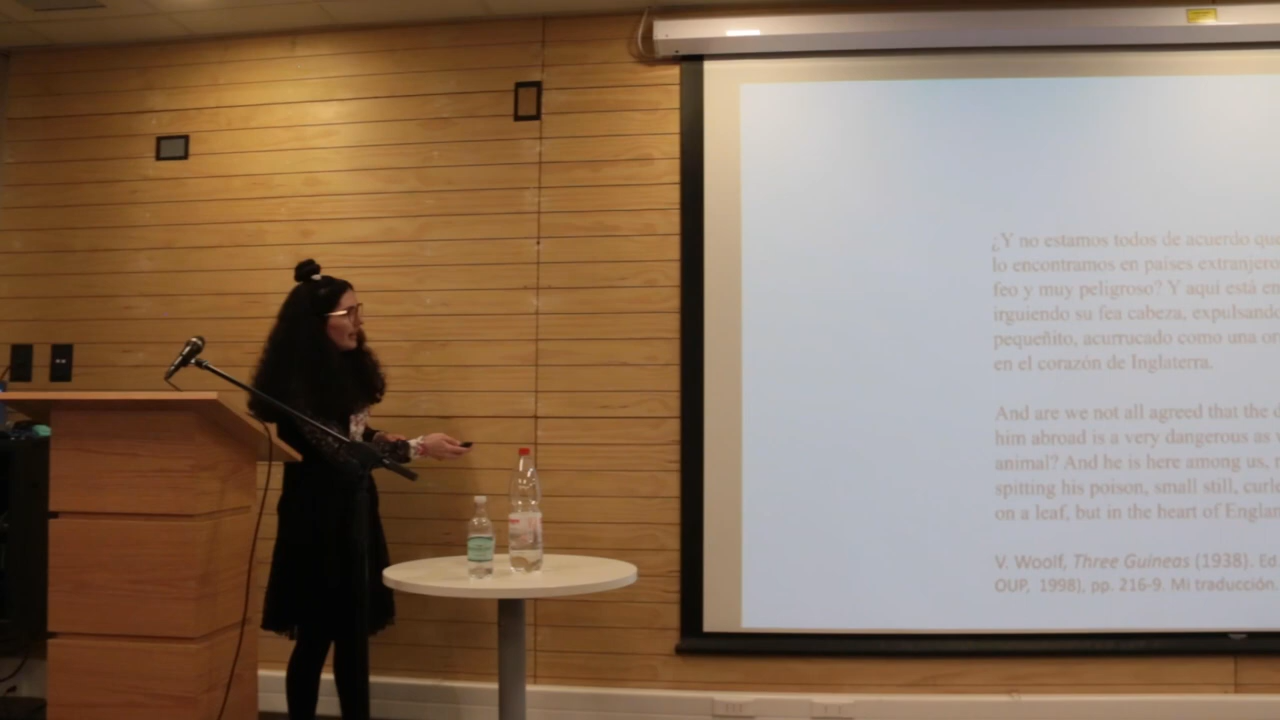 ¿Y no estamos todos de acuerdo que
lo encontramos en países extranjero
feo y muy peligroso? Y aquí está en
irguiendo su fea cabeza, expulsando
pequeñito, acurrucado como una or
en el corazón de Inglaterra.
And are we not all agreed that the d
him abroad is a very dangerous as
animal? And he is here among us,
spitting his poison, small still, curle
on a leaf, but in the heart of Englan
V. Woolf, Three Guineas (1938). Ed.
OUP, 1998), pp. 216-9. Mi traducción.